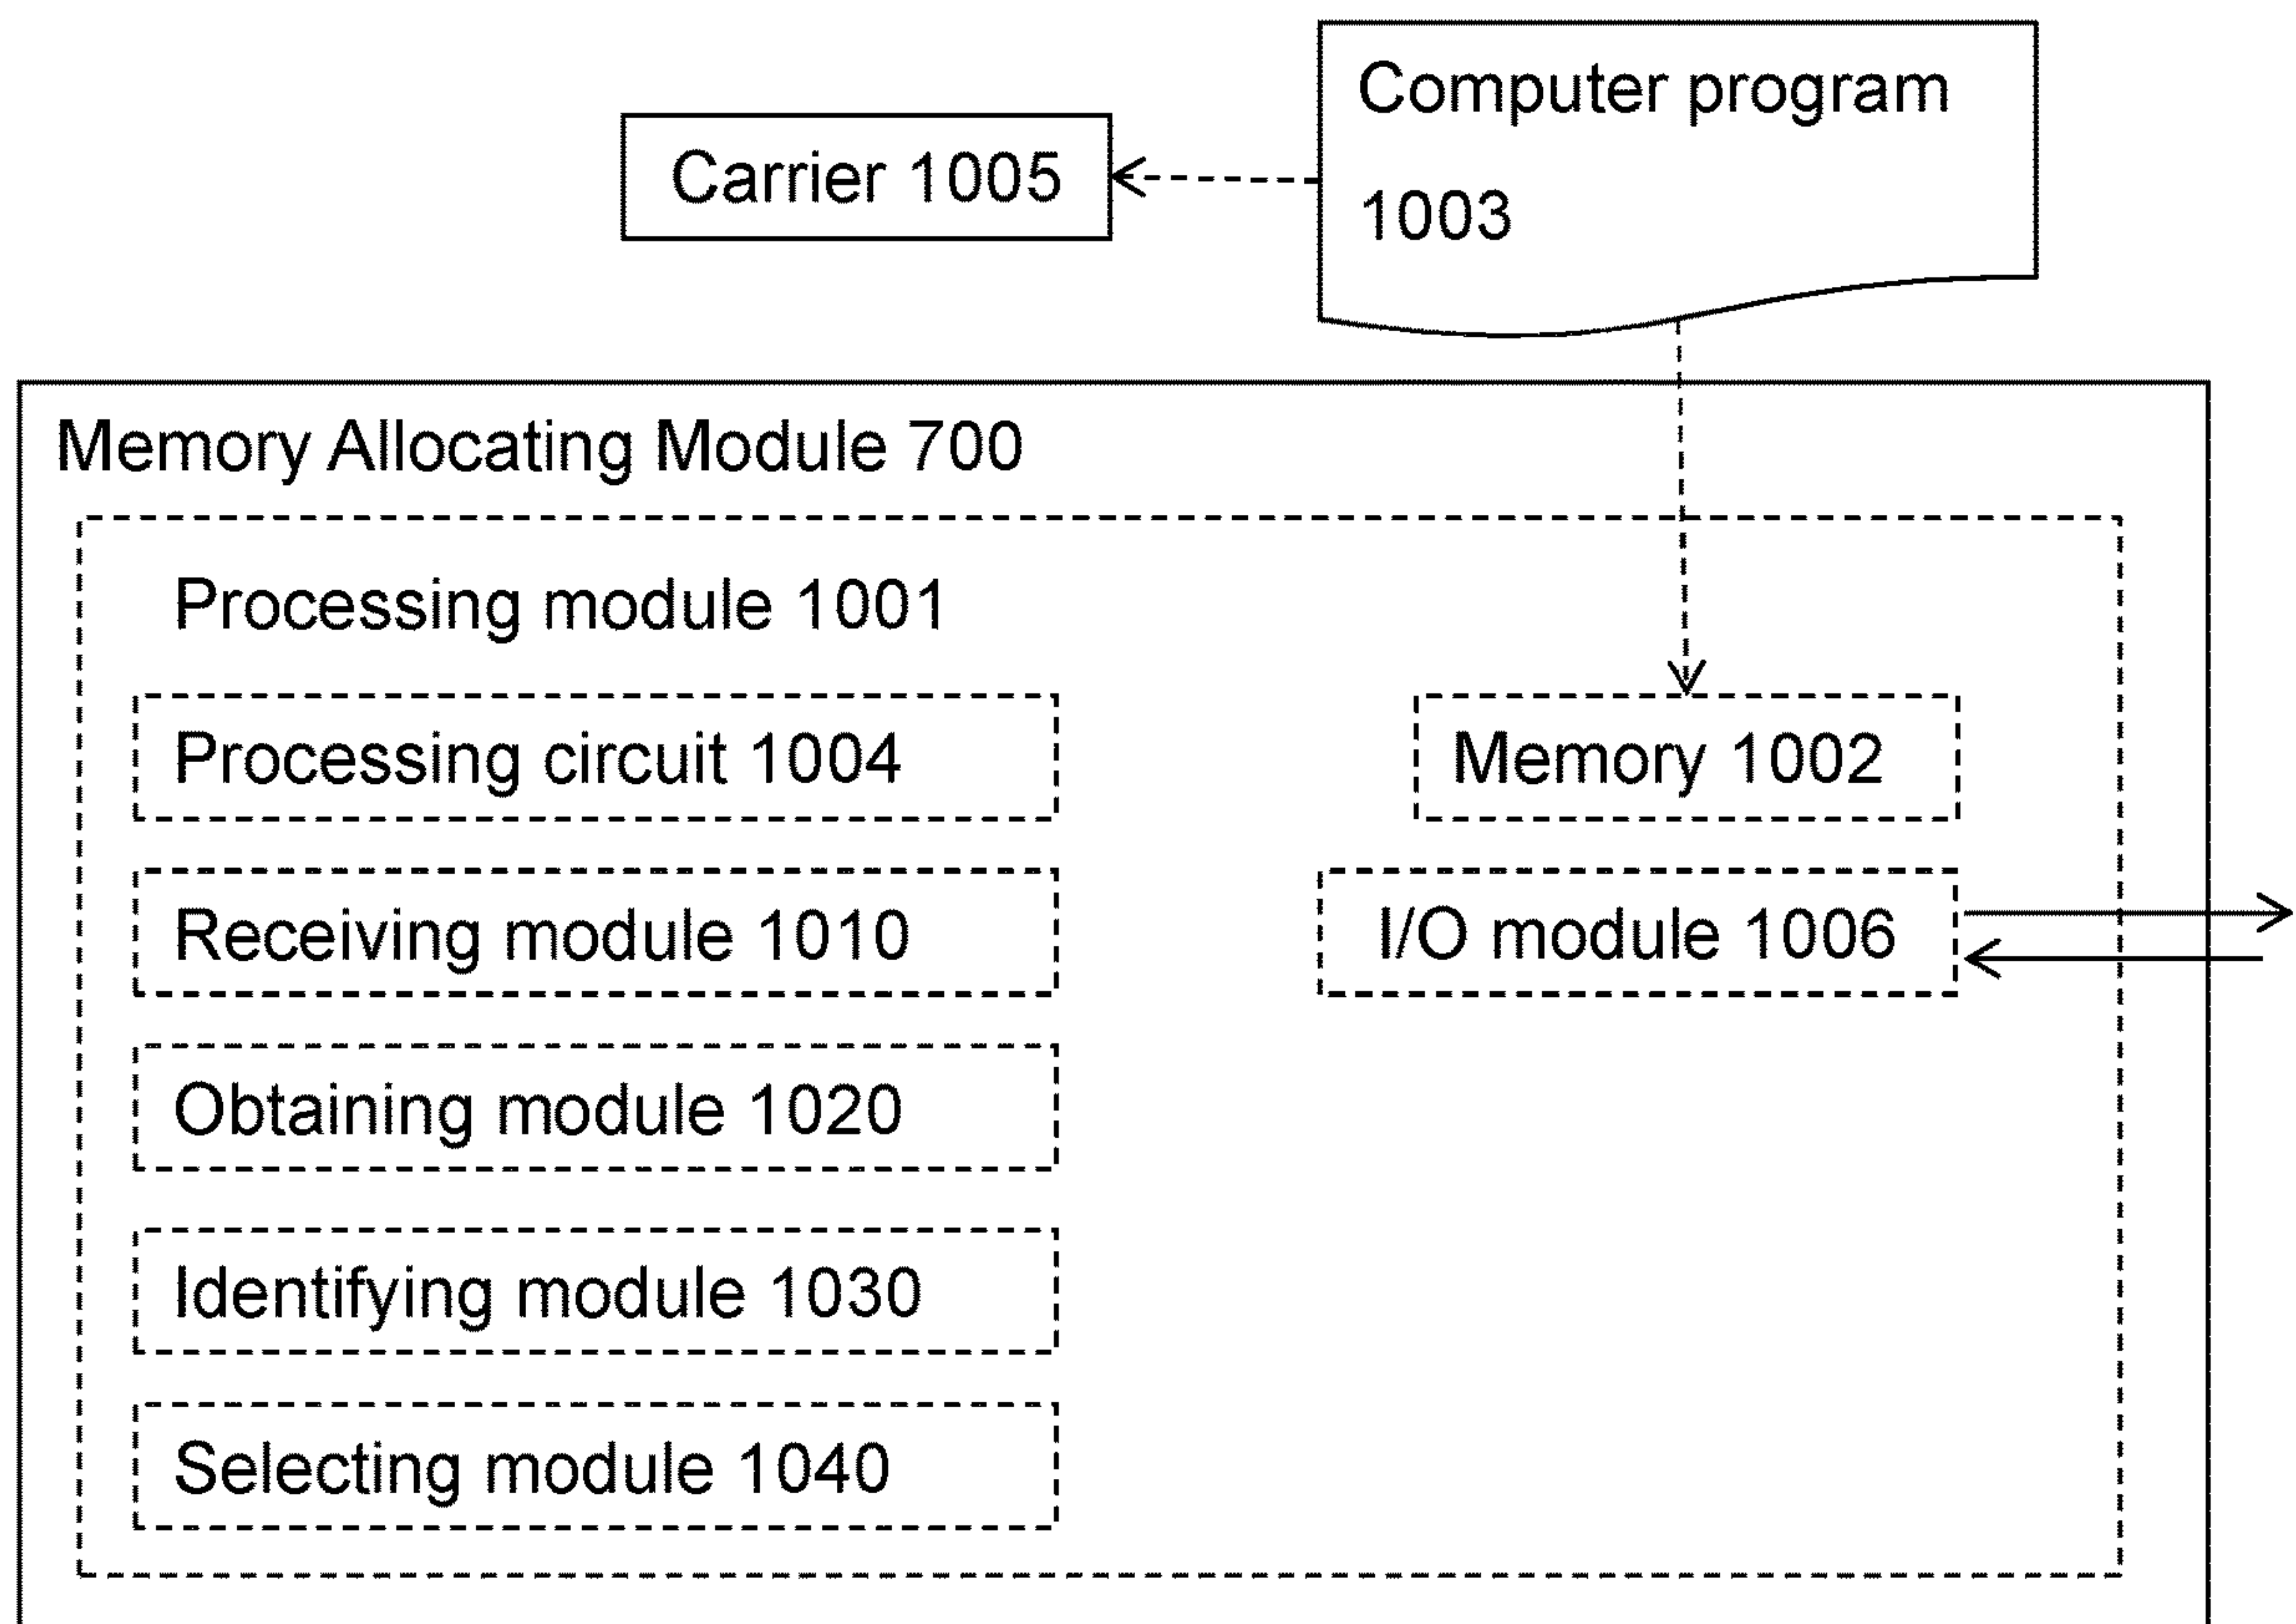 Computer program
1003
Carrier 1005
Memory Allocating Module 700
Processing module 1001
Processing circuit 1004
Memory 1002
Receiving module 1010
I/O module 1006
Obtaining module 1020
Identifying module 1030
Selecting module 1040